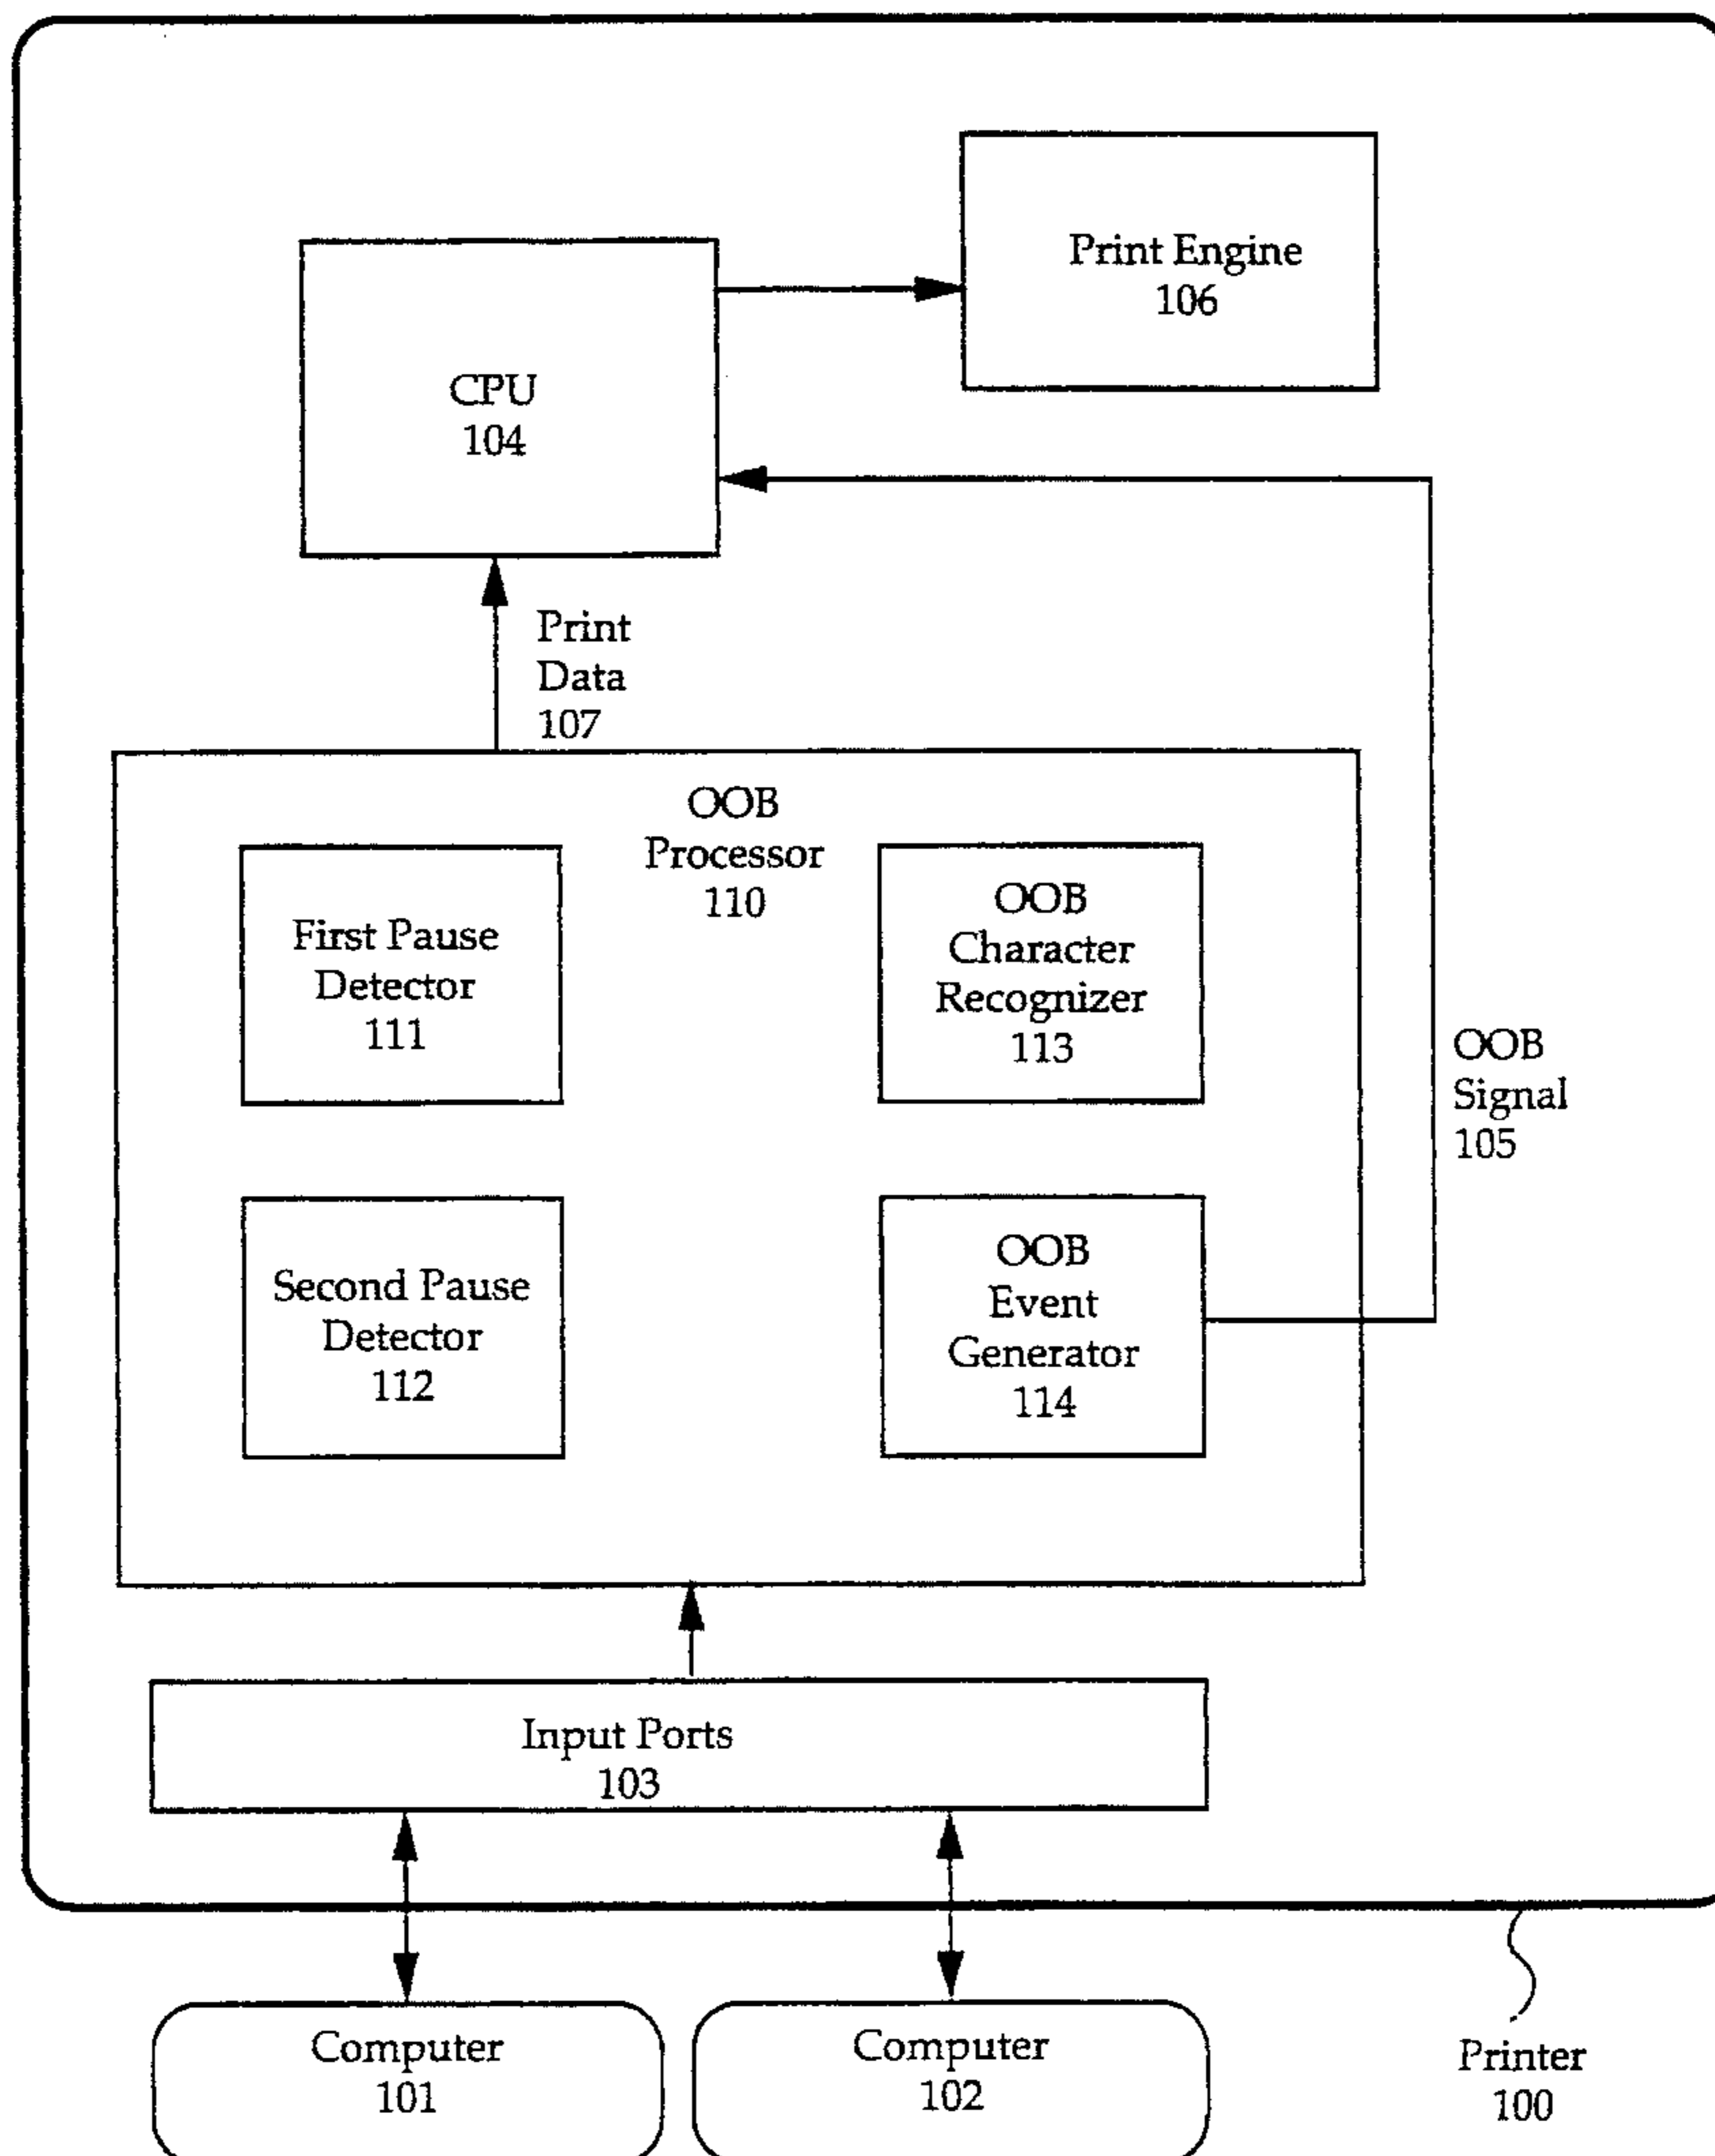 Print Engine
106
CPU
104
Print
Data
107
OOB
Processor
110
First Pause
Detector
111
OOB
Character
Recognizer
113
OOB
Signal
105
Second Pause
Detector
112
OOB
Event
Generator
114
Input Ports
103
Computer
101
Computer
102
Printer
100